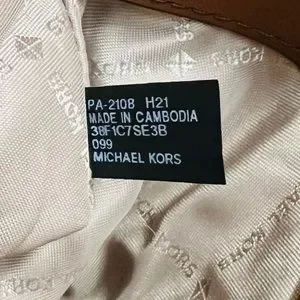 PA-2108 H21
MADE IN CAMBODIA
38F1C7SE3B
099
MICHAEL KORS